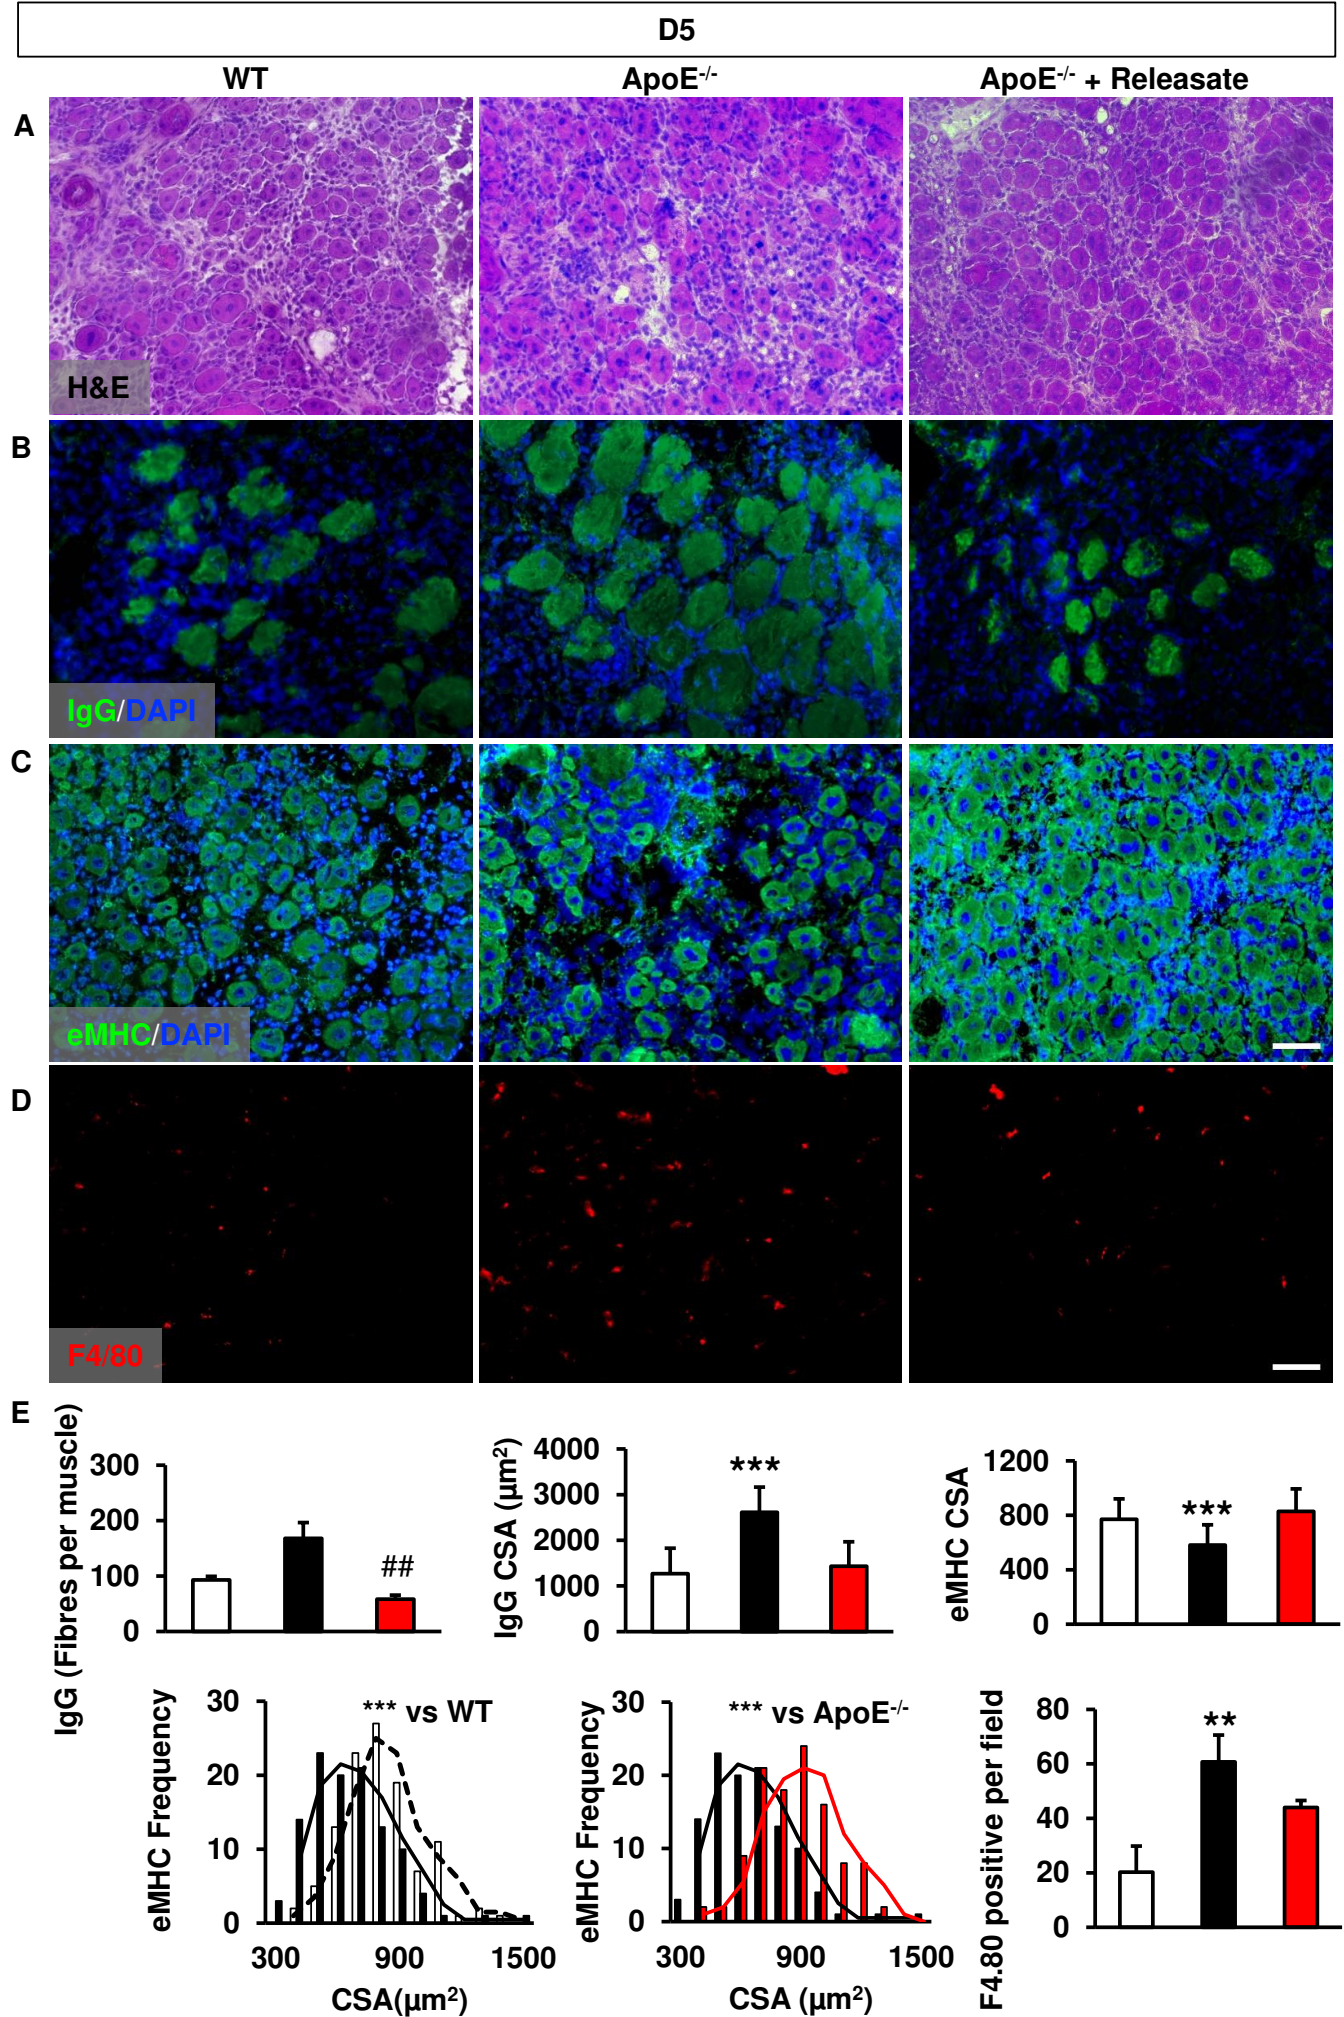 D5
WT ApoE-/- ApoE-/- + Releasate
A
H&E
B
IgG/DAPI
C
eMHC/DAPI
D
F4/80
E
IgG (Fibres per muscle)
300
200
100
0
##
IgG CSA (µm²)
4000
3000
2000
1000
0
***
eMHC CSA
1200
800
400
0
***
eMHC Frequency
30
20
10
0
*** vs WT
300 900 1500
CSA(µm²)
eMHC Frequency
30
20
10
0
*** vs ApoE-/-
300 900 1500
CSA (µm²)
F4.80 positive per field
80
60
40
20
0
**